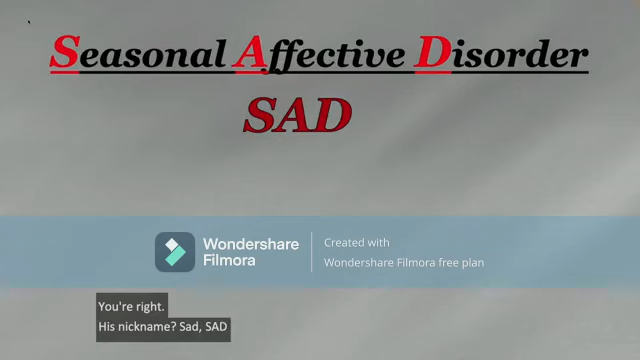 Seasonal Affective Disorder
SAD
Wondershare
Filmora
Created with
Wondershare Filmora free plan
You're right.
His nickname? Sad, SAD